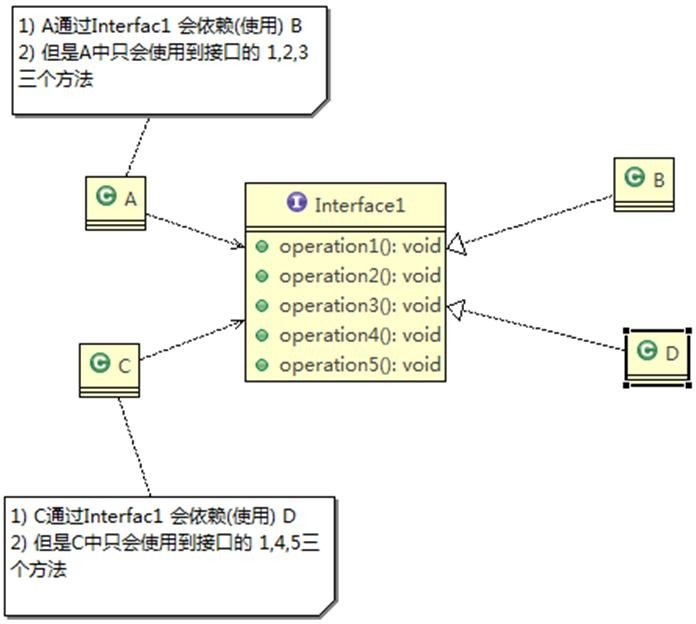 1) A通过Interfac1 会依赖(使用) B
2) 但是A中只会使用到接口的 1,2,3
三个方法
A
B
Interface1
operation1(): void
operation2(): void
operation3(): void
operation4(): void
operation5(): void
C
D
1) C通过Interfac1 会依赖(使用) D
2) 但是C中只会使用到接口的 1,4,5三
个方法